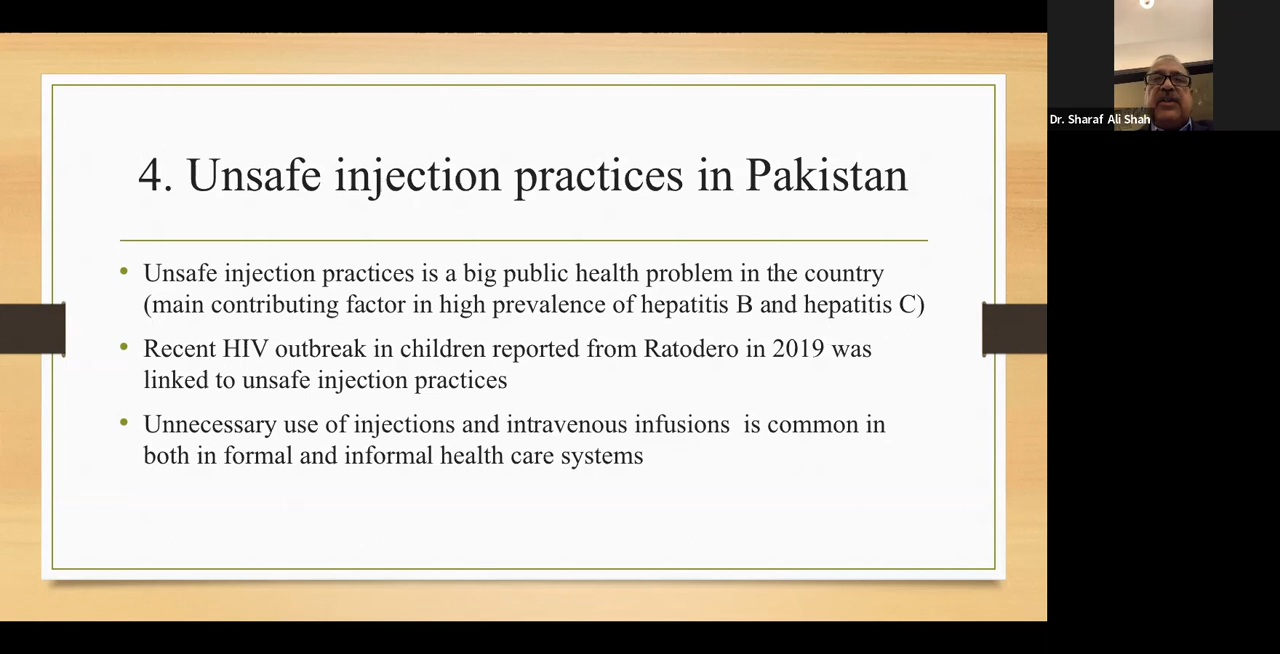 4. Unsafe injection practices in Pakistan
• Unsafe injection practices is a big public health problem in the country
(main contributing factor in high prevalence of hepatitis B and hepatitis C)
• Recent HIV outbreak in children reported from Ratodero in 2019 was
linked to unsafe injection practices
• Unnecessary use of injections and intravenous infusions  is common in
both in formal and informal health care systems
Dr. Sharaf Ali Shah